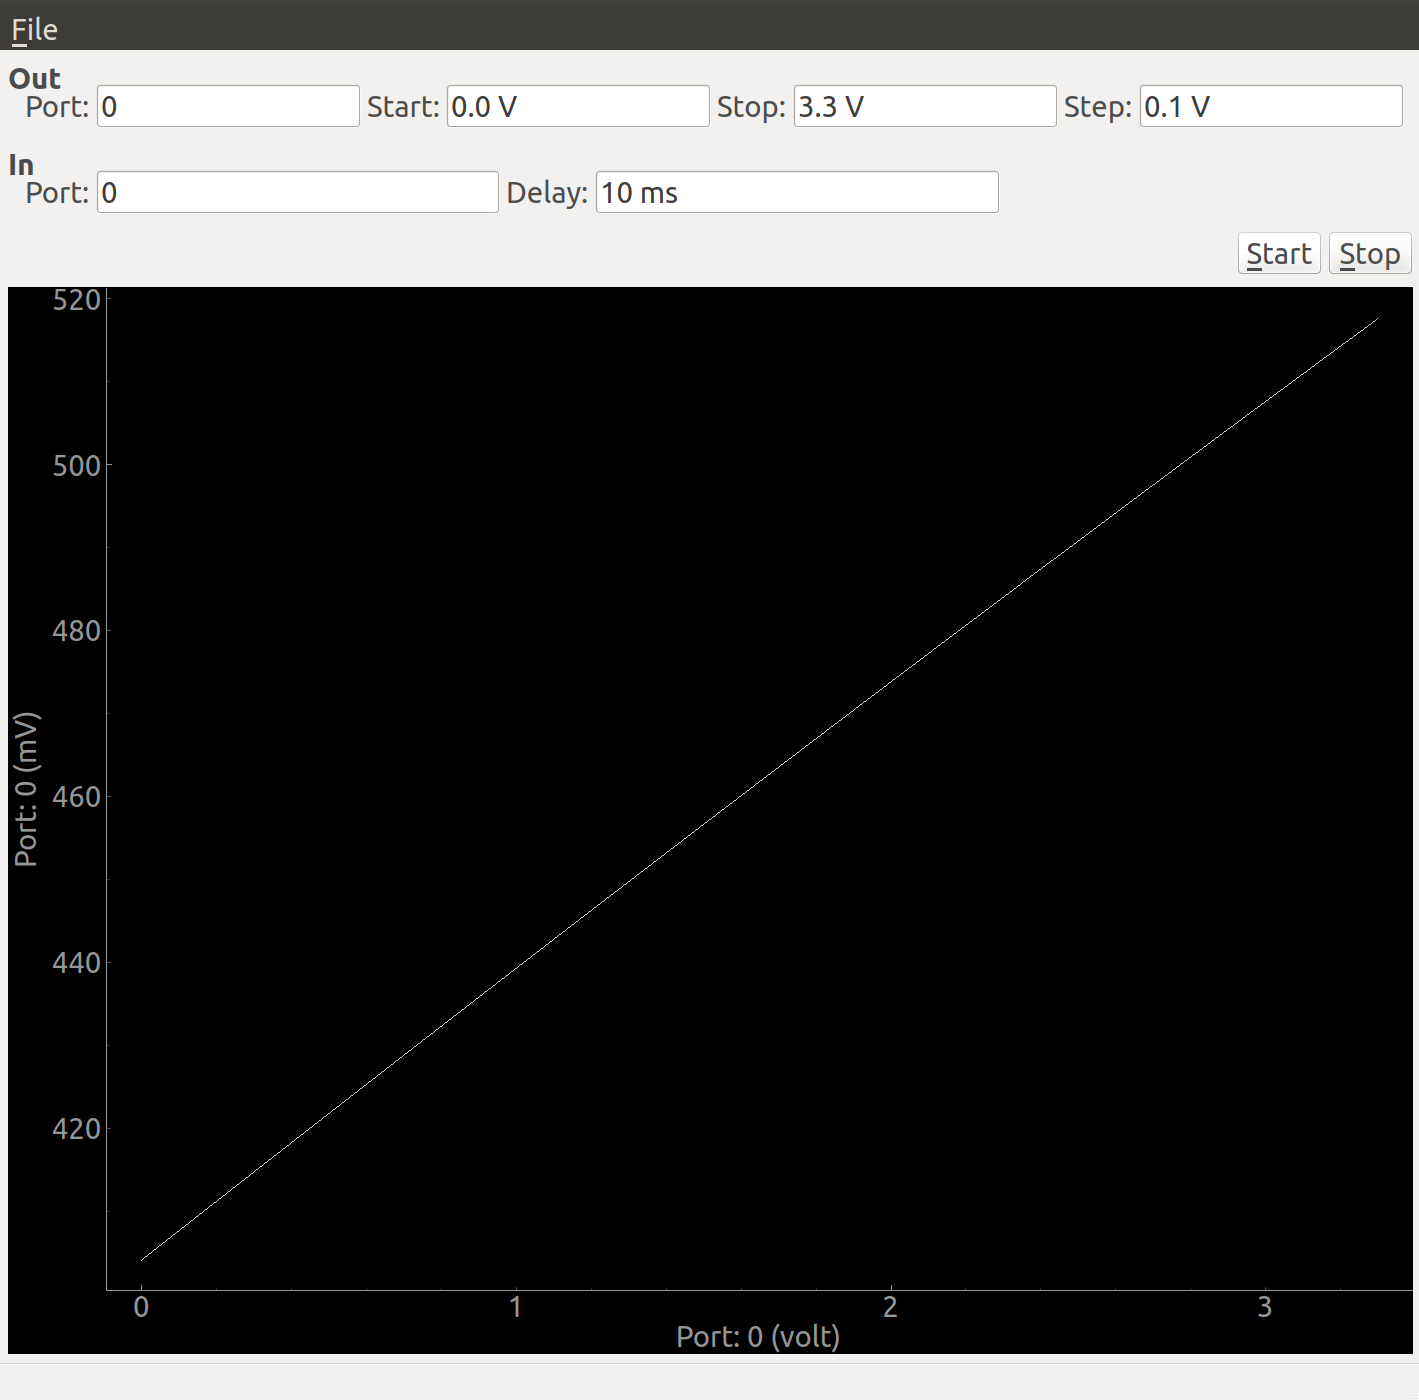 File
Out
Port: 0 Start: 0.0 V Stop: 3.3 V Step: 0.1 V
In
Port: 0 Delay: 10 ms
Start Stop
520
500
480
460
440
420
Port: 0 (mV)
0 1 2 3
Port: 0 (volt)